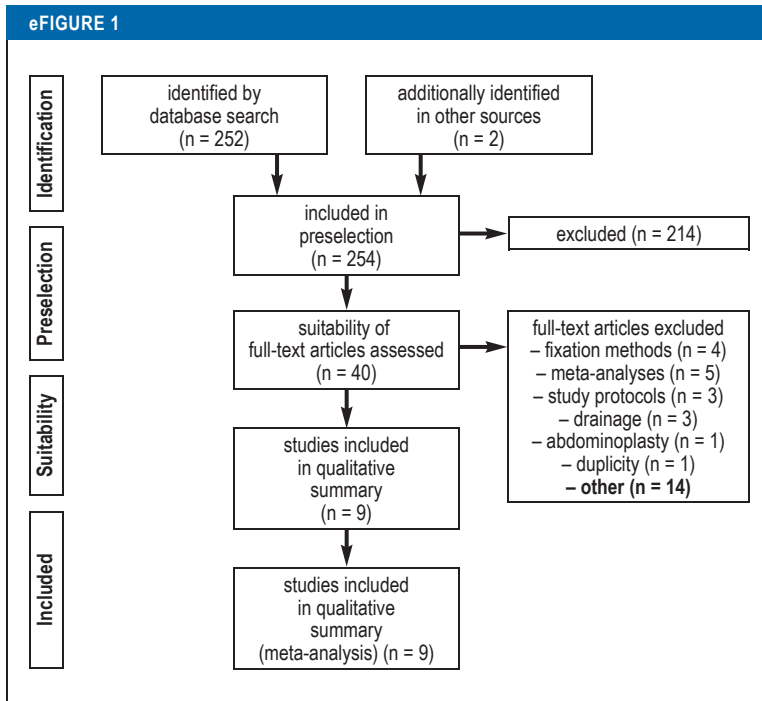 eFIGURE 1
Identification
identified by
database search
(n = 252)
additionally identified
in other sources
(n = 2)
included in
preselection
(n = 254)
excluded (n = 214)
Preselection
suitability of
full-text articles assessed
(n = 40)
full-text articles excluded
– fixation methods (n = 4)
– meta-analyses (n = 5)
– study protocols (n = 3)
– drainage (n = 3)
– abdominoplasty (n = 1)
– duplicity (n = 1)
– other (n = 14)
Suitability
studies included
in qualitative
summary
(n = 9)
Included
studies included
in qualitative
summary
(meta-analysis) (n = 9)